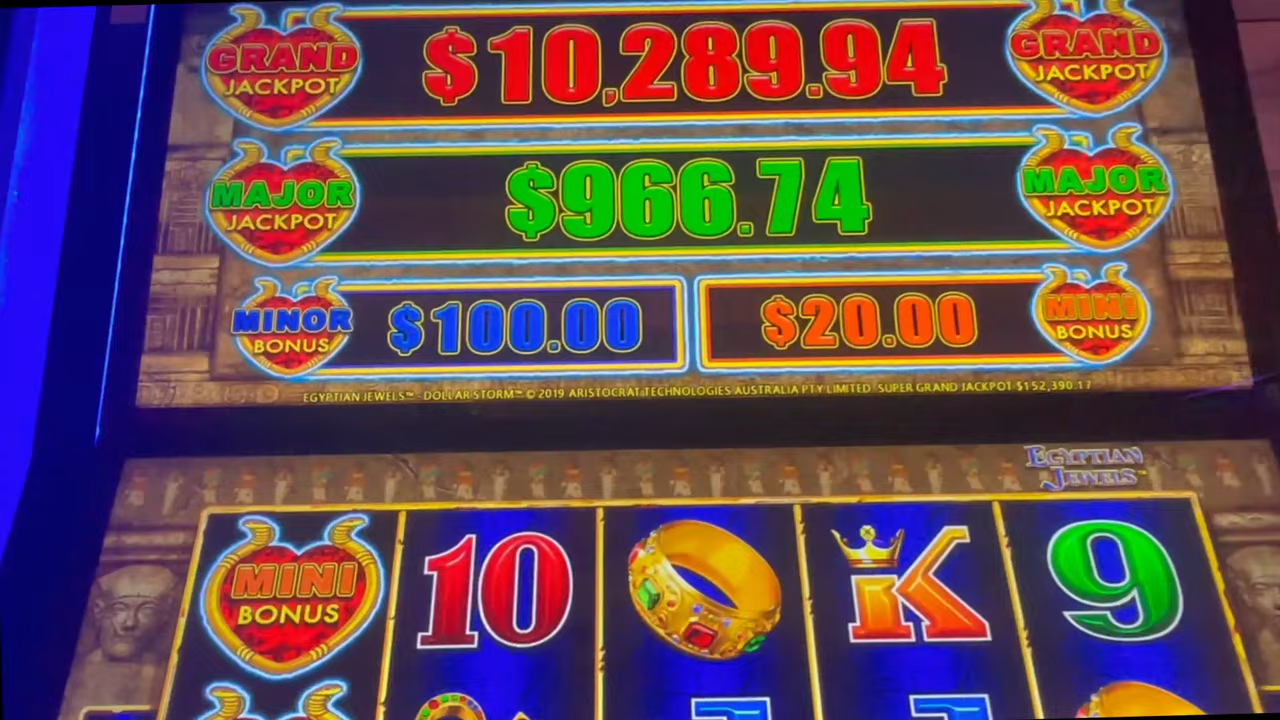 GRAND JACKPOT $10,289.94 GRAND JACKPOT
MAJOR JACKPOT $966.74 MAJOR JACKPOT
MINOR BONUS $100.00 $20.00 MINI BONUS
EGYPTIAN JEWELS™ - DOLLAR STORM™ © 2019 ARISTOCRAT TECHNOLOGIES AUSTRALIA PTY LIMITED SUPER GRAND JACKPOT $152,390.17
EGYPTIAN JEWELS™
MINI BONUS 10 K 9